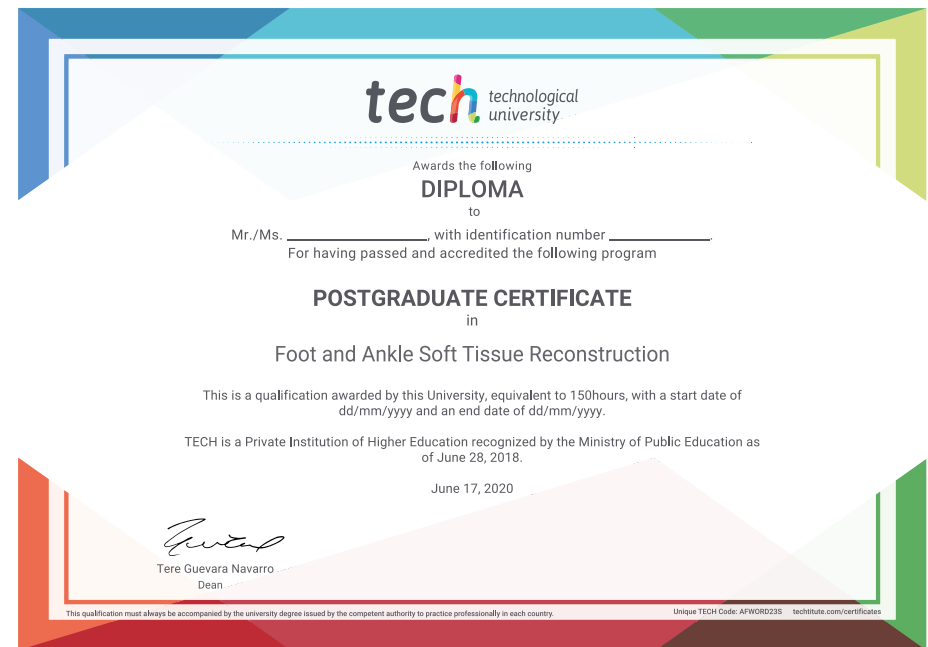 tech technological
university
Awards the following
DIPLOMA
to
Mr./Ms. ____________________, with identification number ______________.
For having passed and accredited the following program
POSTGRADUATE CERTIFICATE
in
Foot and Ankle Soft Tissue Reconstruction
This is a qualification awarded by this University, equivalent to 150hours, with a start date of
dd/mm/yyyy and an end date of dd/mm/yyyy.
TECH is a Private Institution of Higher Education recognized by the Ministry of Public Education as
of June 28, 2018.
June 17, 2020
Tere Guevara Navarro
Dean
This qualification must always be accompanied by the university degree issued by the competent authority to practice professionally in each country.
Unique TECH Code: AFWORD23S techtitute.com/certificates